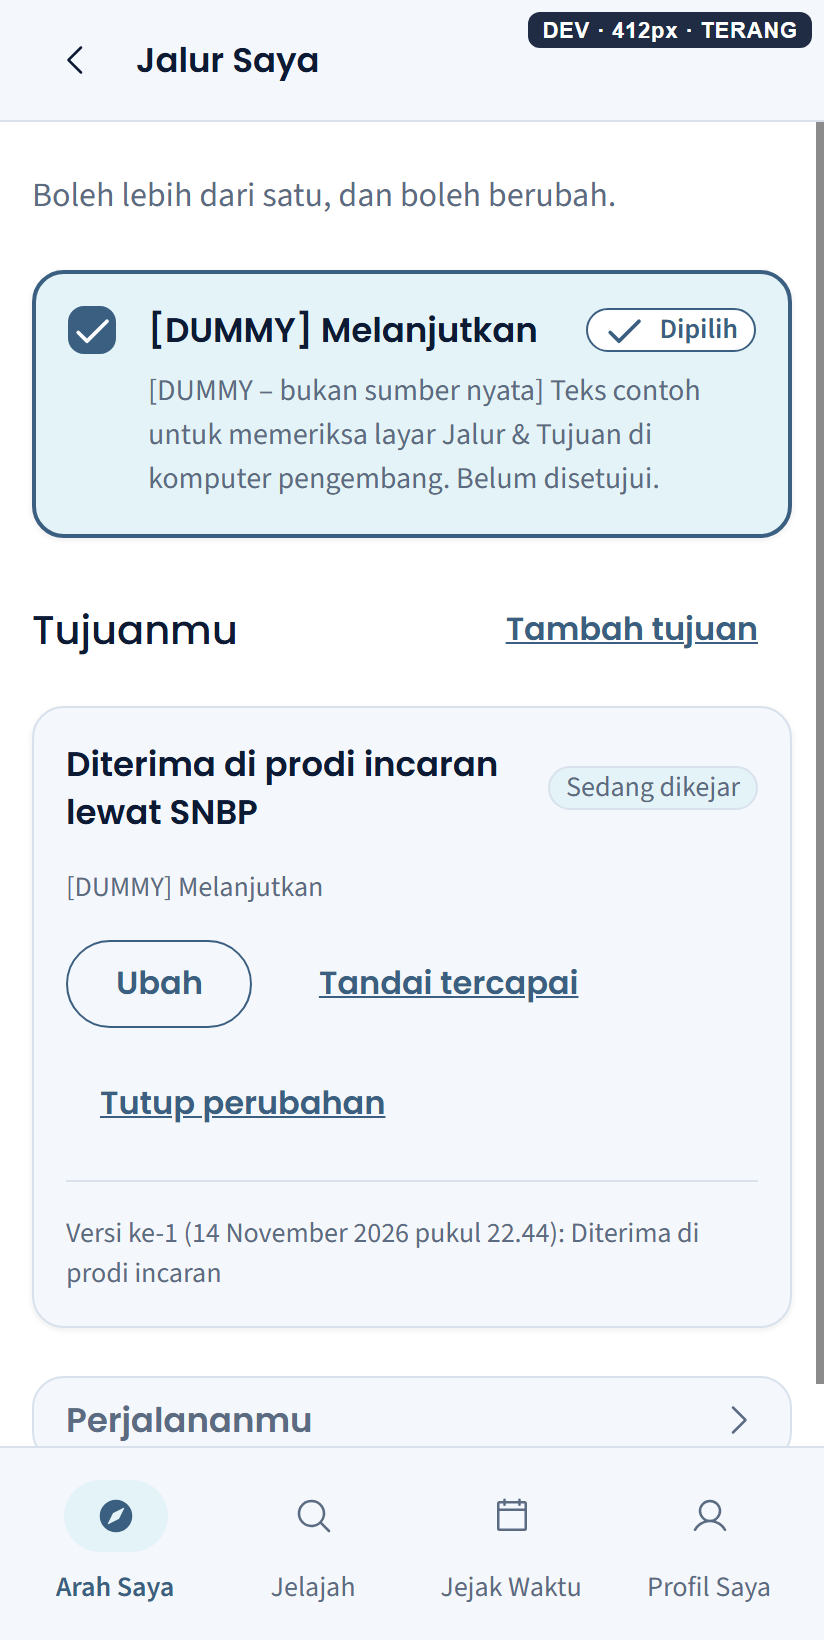 DEV · 412px · TERANG
Jalur Saya
Boleh lebih dari satu, dan boleh berubah.
[DUMMY] Melanjutkan
Dipilih
[DUMMY – bukan sumber nyata] Teks contoh
untuk memeriksa layar Jalur & Tujuan di
komputer pengembang. Belum disetujui.
Tujuanmu
Tambah tujuan
Diterima di prodi incaran
lewat SNBP
Sedang dikejar
[DUMMY] Melanjutkan
Ubah
Tandai tercapai
Tutup perubahan
Versi ke-1 (14 November 2026 pukul 22.44): Diterima di
prodi incaran
Perjalananmu
Arah Saya
Jelajah
Jejak Waktu
Profil Saya